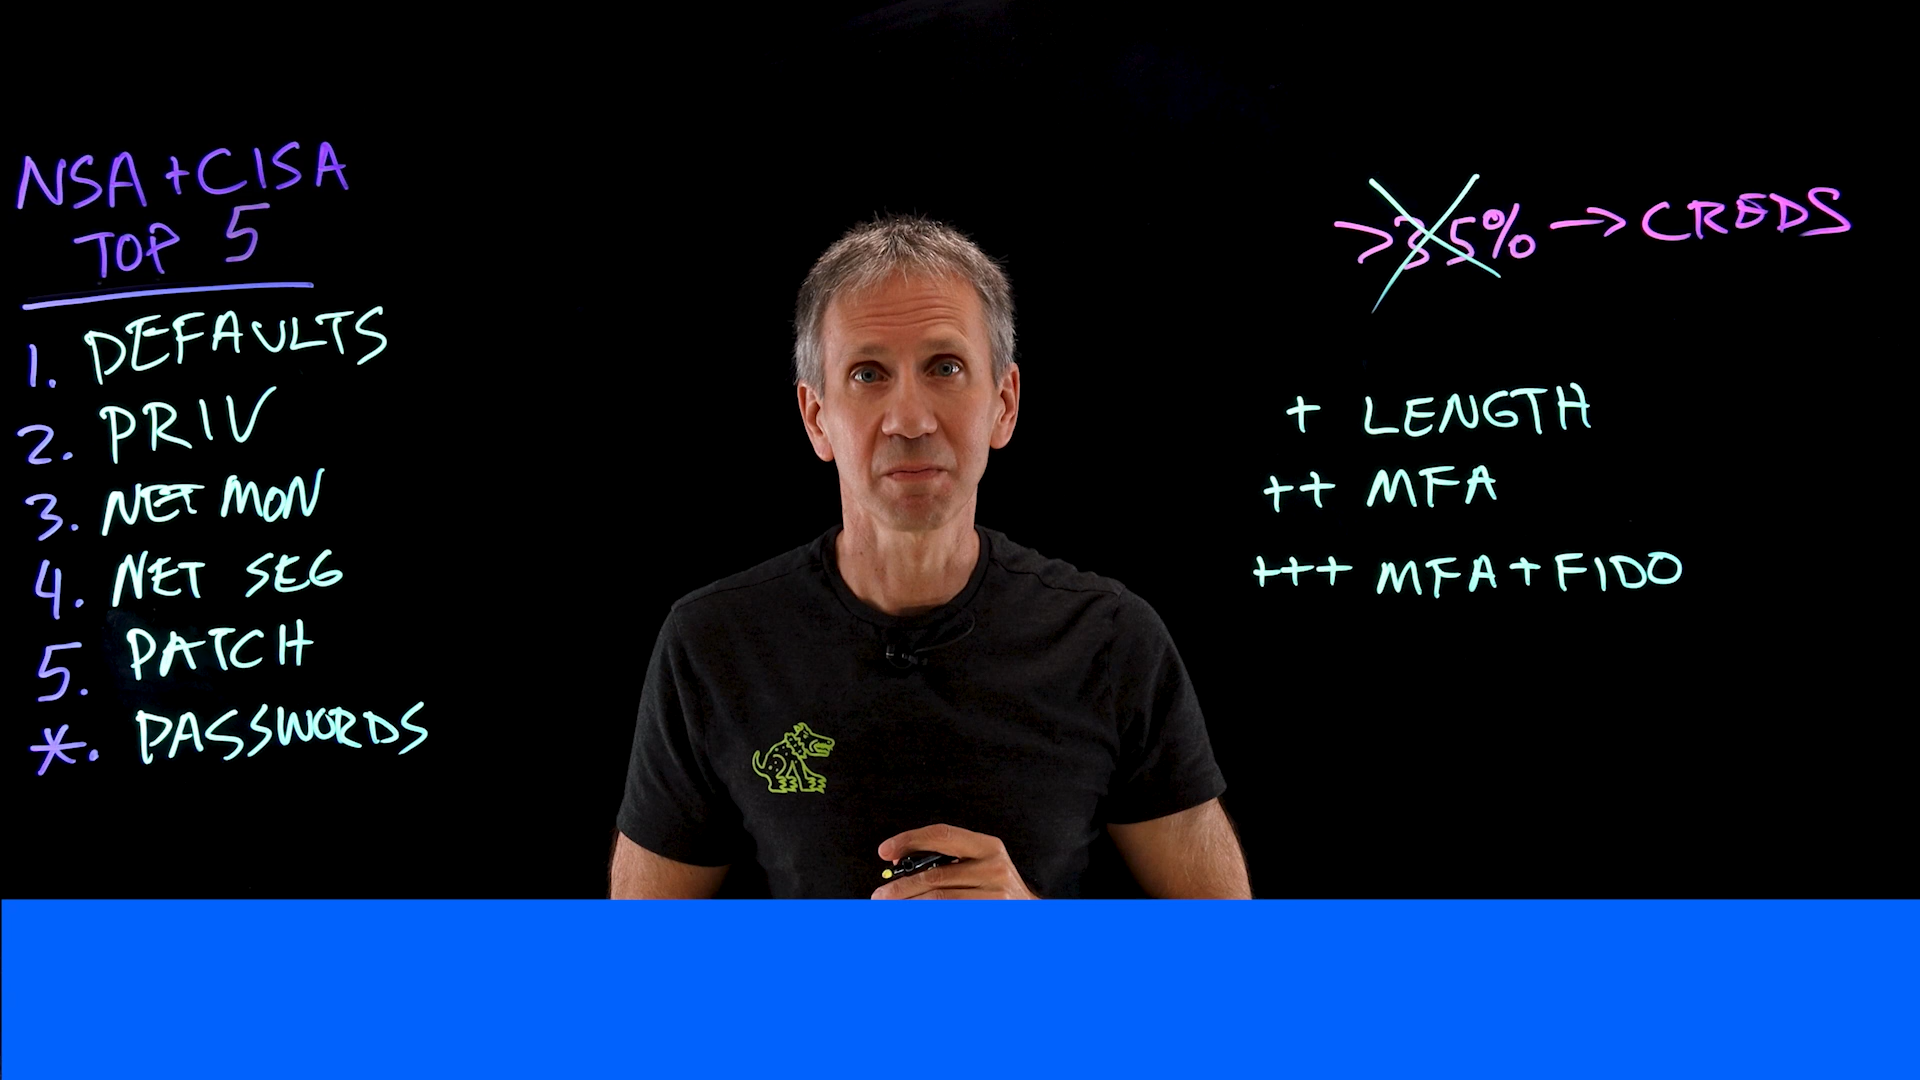 NSA + CISA
TOP 5
1. DEFAULTS
2. PRIV
3. NET MON
4. NET SEG
5. PATCH
*. PASSWORDS
>35% → CREDS
+ LENGTH
++ MFA
+++ MFA + FIDO